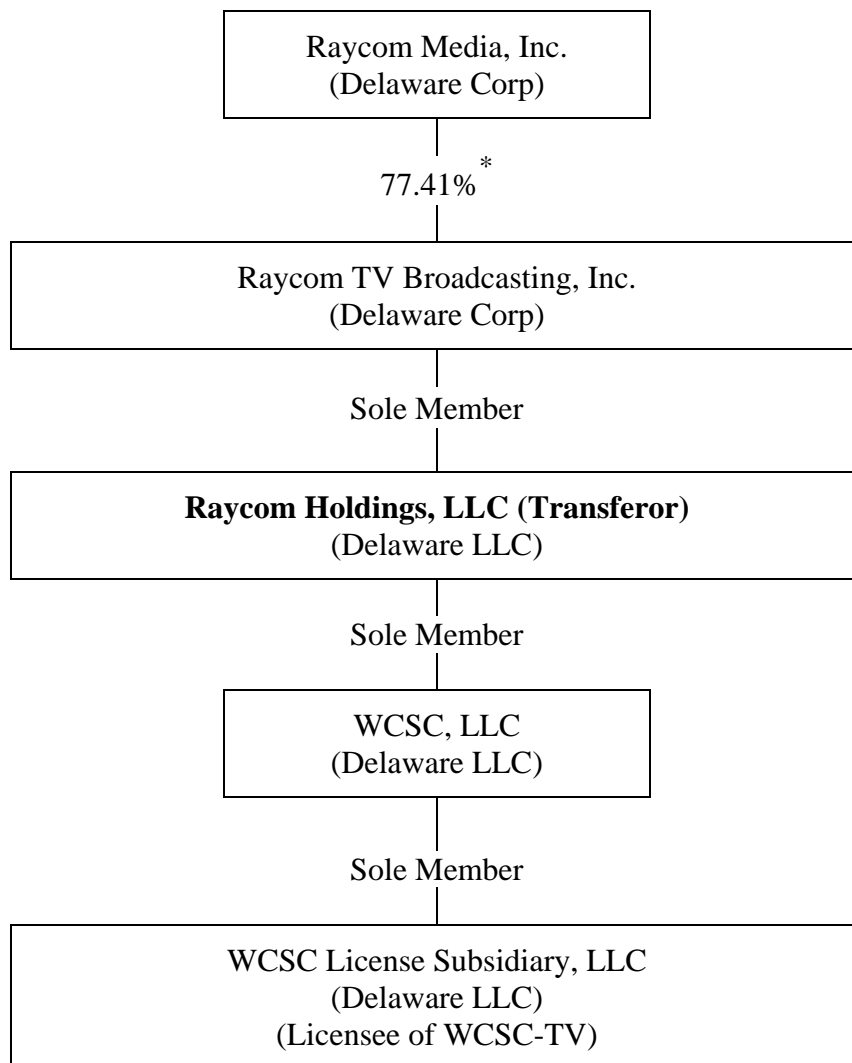 Raycom Media, Inc.
(Delaware Corp)
77.41%*
Raycom TV Broadcasting, Inc.
(Delaware Corp)
Sole Member
Raycom Holdings, LLC (Transferor)
(Delaware LLC)
Sole Member
WCSC, LLC
(Delaware LLC)
Sole Member
WCSC License Subsidiary, LLC
(Delaware LLC)
(Licensee of WCSC-TV)